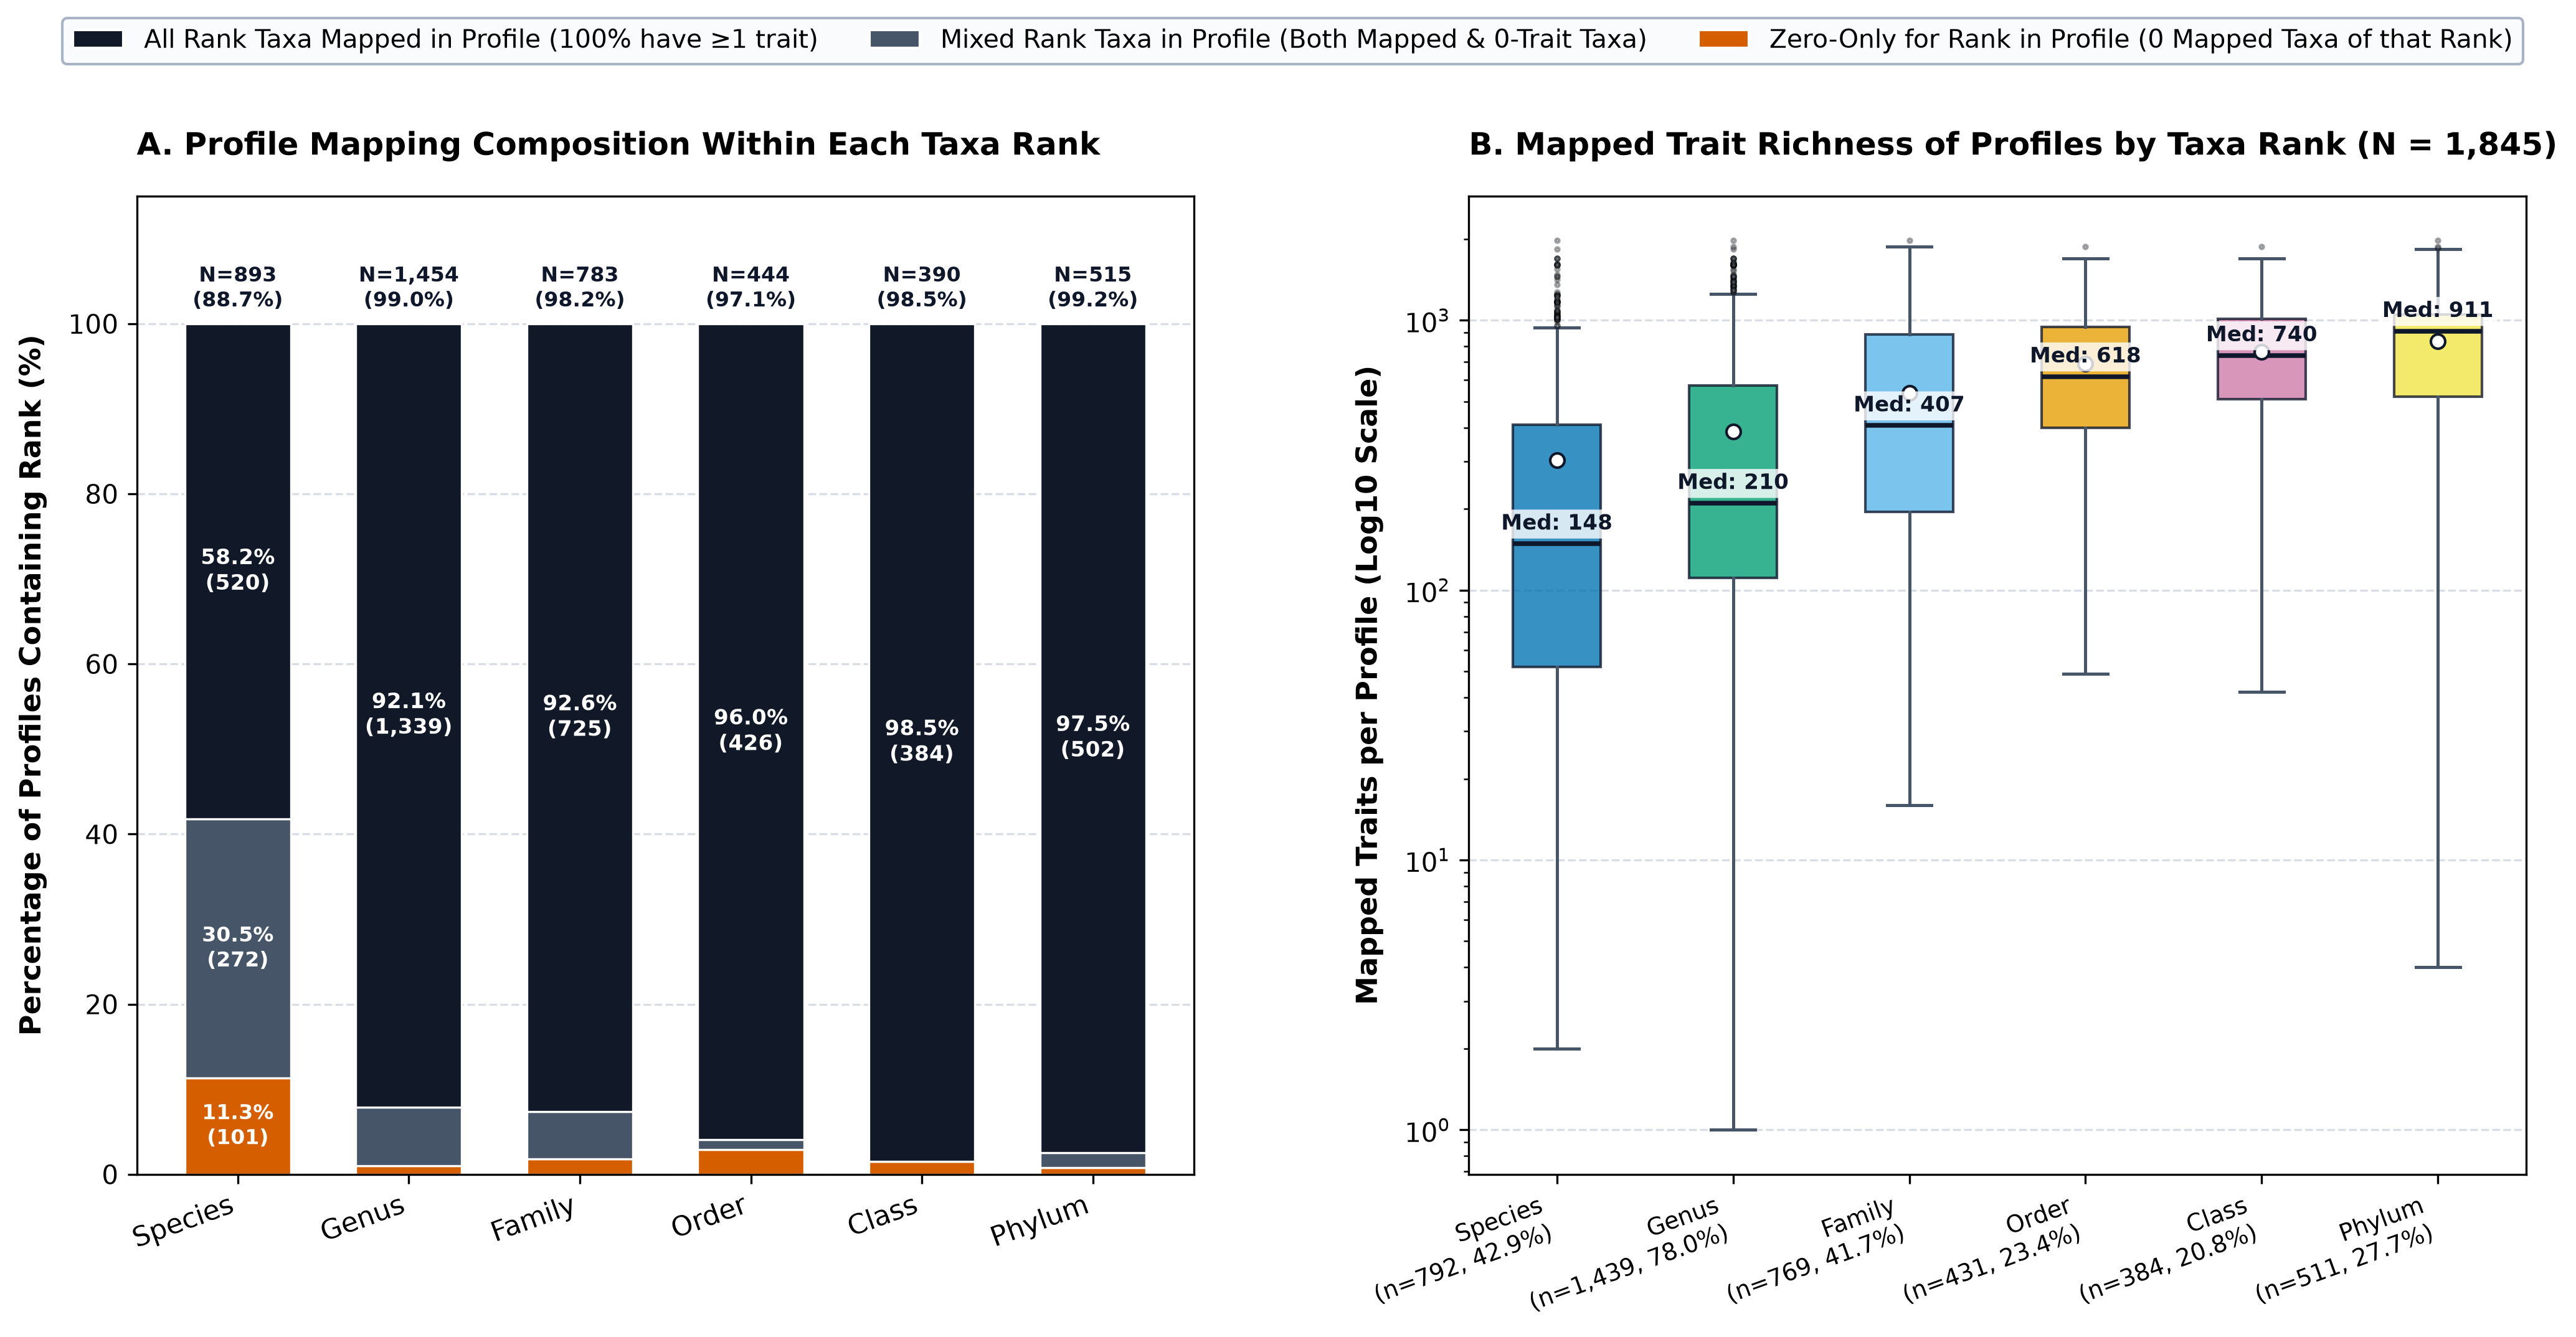 All Rank Taxa Mapped in Profile (100% have ≥1 trait)
Mixed Rank Taxa in Profile (Both Mapped & 0-Trait Taxa)
Zero-Only for Rank in Profile (0 Mapped Taxa of that Rank)
A. Profile Mapping Composition Within Each Taxa Rank
Percentage of Profiles Containing Rank (%)
100
80
60
40
20
0
N=893
(88.7%)
N=1,454
(99.0%)
N=783
(98.2%)
N=444
(97.1%)
N=390
(98.5%)
N=515
(99.2%)
58.2%
(520)
30.5%
(272)
11.3%
(101)
92.1%
(1,339)
92.6%
(725)
96.0%
(426)
98.5%
(384)
97.5%
(502)
Species
Genus
Family
Order
Class
Phylum
B. Mapped Trait Richness of Profiles by Taxa Rank (N = 1,845)
Mapped Traits per Profile (Log10 Scale)
10³
10²
10¹
10⁰
Med: 148
Med: 210
Med: 407
Med: 618
Med: 740
Med: 911
Species
(n=792, 42.9%)
Genus
(n=1,439, 78.0%)
Family
(n=769, 41.7%)
Order
(n=431, 23.4%)
Class
(n=384, 20.8%)
Phylum
(n=511, 27.7%)